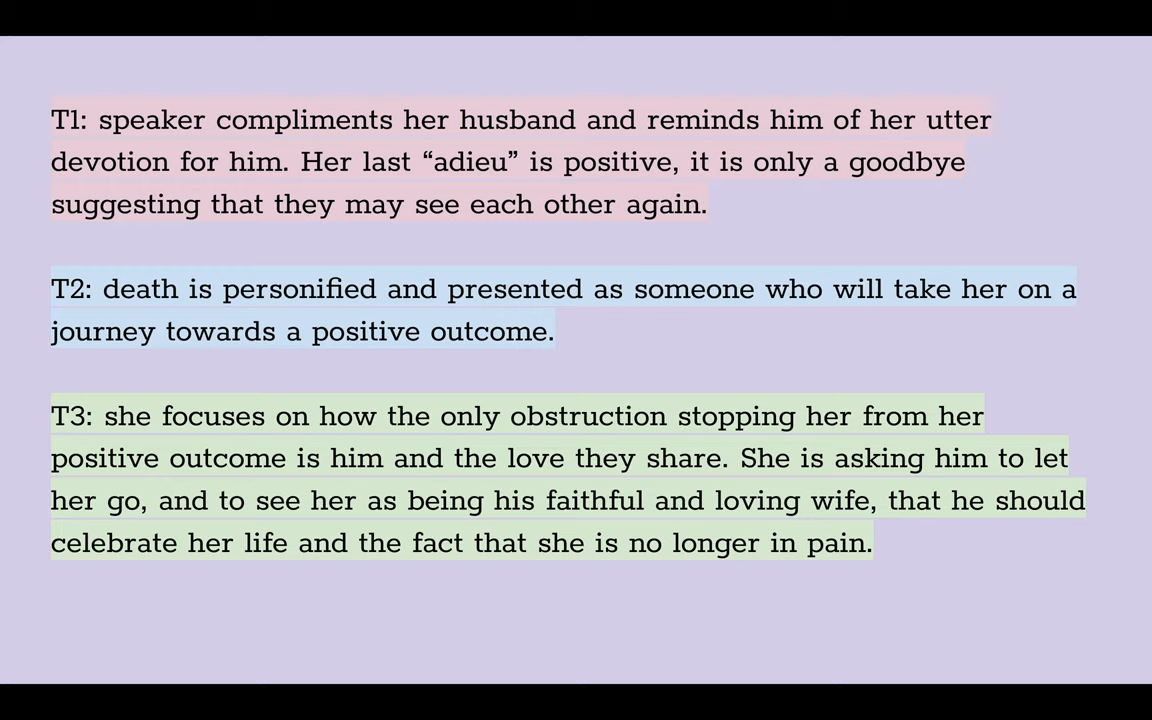 T1: speaker compliments her husband and reminds him of her utter
devotion for him. Her last “adieu” is positive, it is only a goodbye
suggesting that they may see each other again.
T2: death is personified and presented as someone who will take her on a
journey towards a positive outcome.
T3: she focuses on how the only obstruction stopping her from her
positive outcome is him and the love they share. She is asking him to let
her go, and to see her as being his faithful and loving wife, that he should
celebrate her life and the fact that she is no longer in pain.